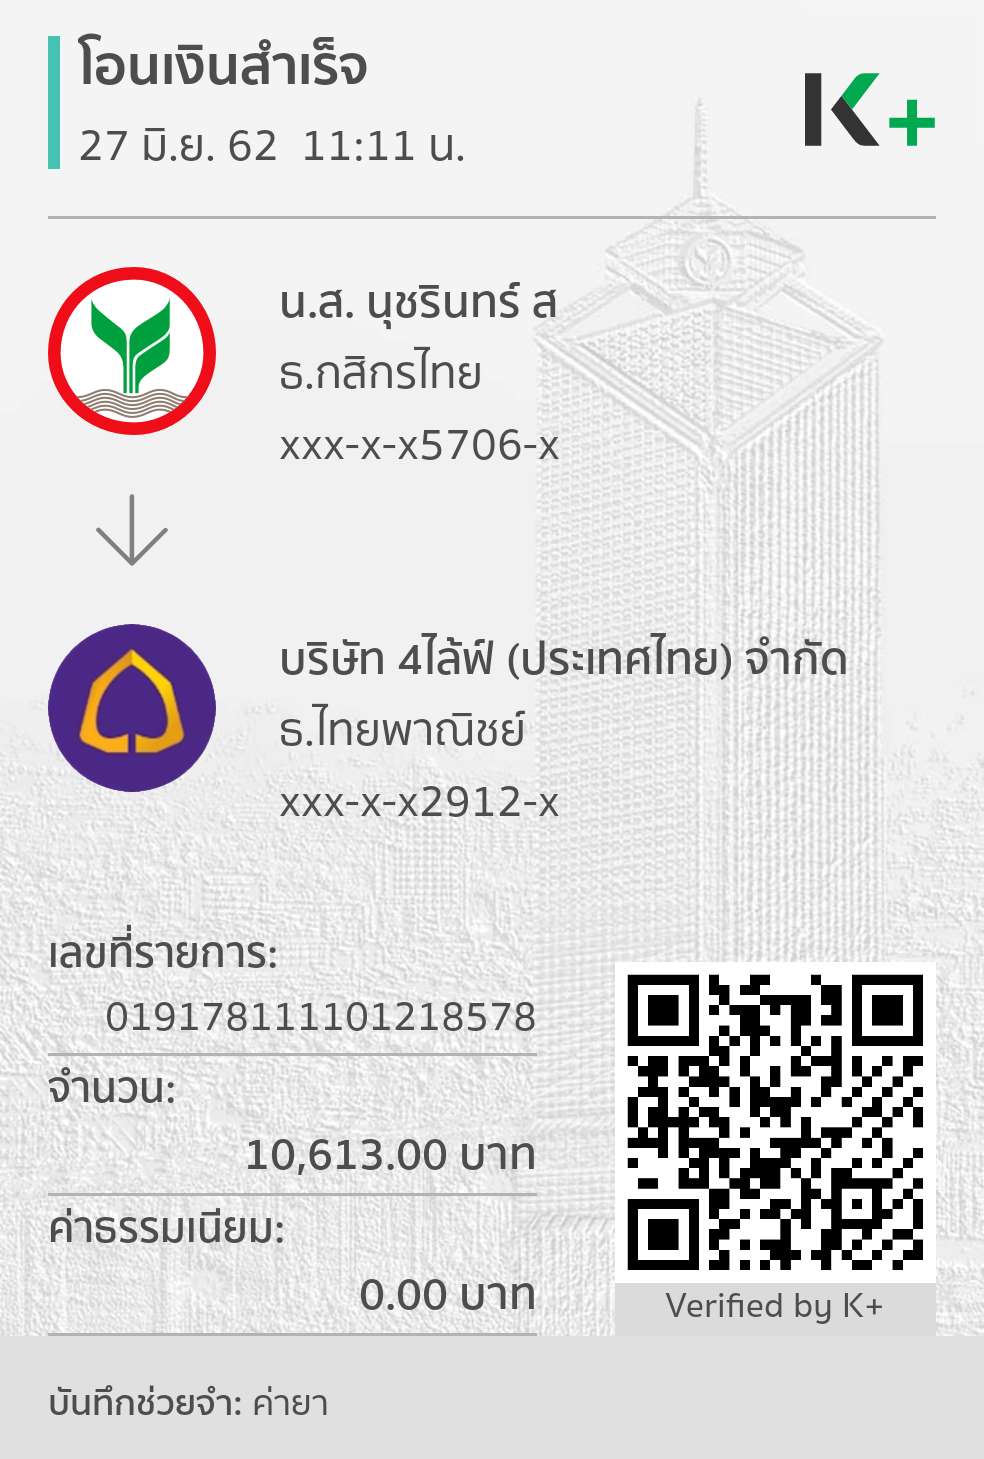 โอนเงินสำเร็จ
27 มิ.ย. 62  11:11 น.
K+
น.ส. นุชรินทร์ ส
ธ.กสิกรไทย
xxx-x-x5706-x
บริษัท 4ไล้ฟ์ (ประเทศไทย) จำกัด
ธ.ไทยพาณิชย์
xxx-x-x2912-x
เลขที่รายการ:
019178111101218578
จำนวน:
10,613.00 บาท
ค่าธรรมเนียม:
0.00 บาท
Verified by K+
บันทึกช่วยจำ: ค่ายา